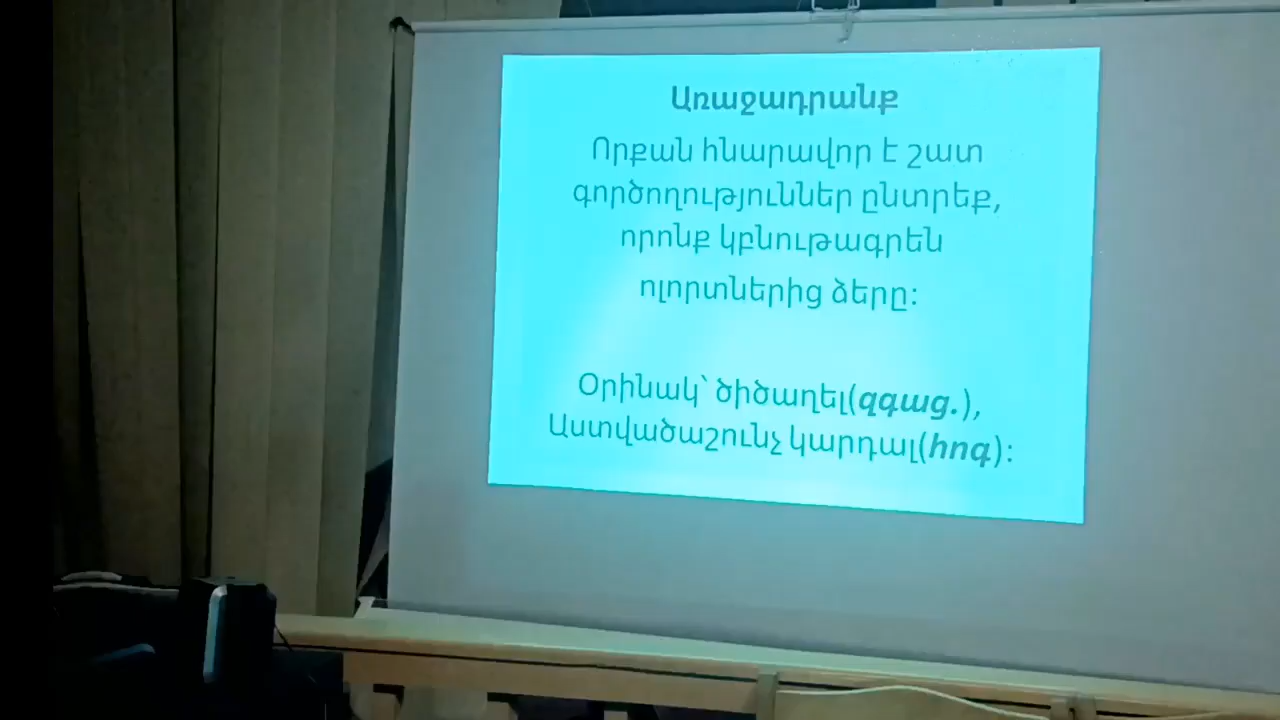 Առաջադրանք
Որքան հնարավոր է շատ
գործողություններ ընտրեք,
որոնք կբնութագրեն
ոլորտներից ձերը:
Օրինակ՝ ծիծաղել(զգաց.),
Աստվածաշունչ կարդալ(հոգ):